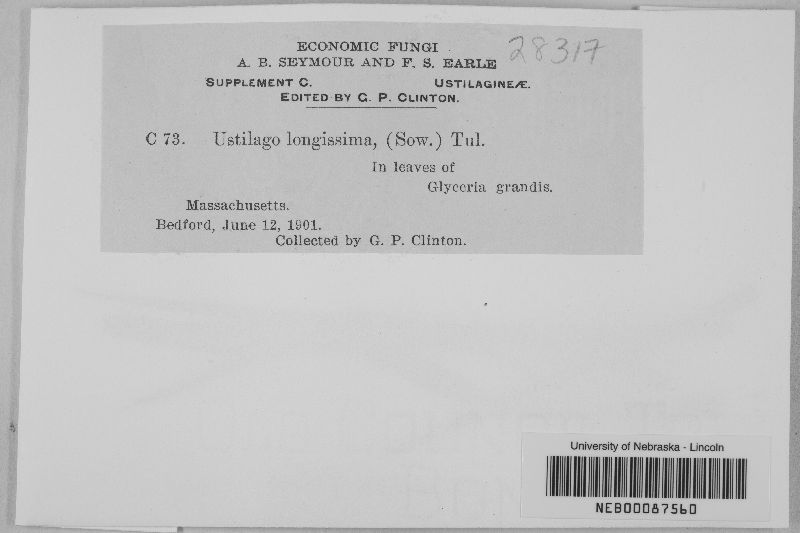 ECONOMIC FUNGI
28317
A. B. SEYMOUR AND F. S. EARLE
SUPPLEMENT C. USTILAGINEÆ.
EDITED BY G. P. CLINTON.
C 73. Ustilago longissima, (Sow.) Tul.
In leaves of
Glyceria grandis.
Massachusetts.
Bedford, June 12, 1901.
Collected by G. P. Clinton.
University of Nebraska - Lincoln
NEB00087560